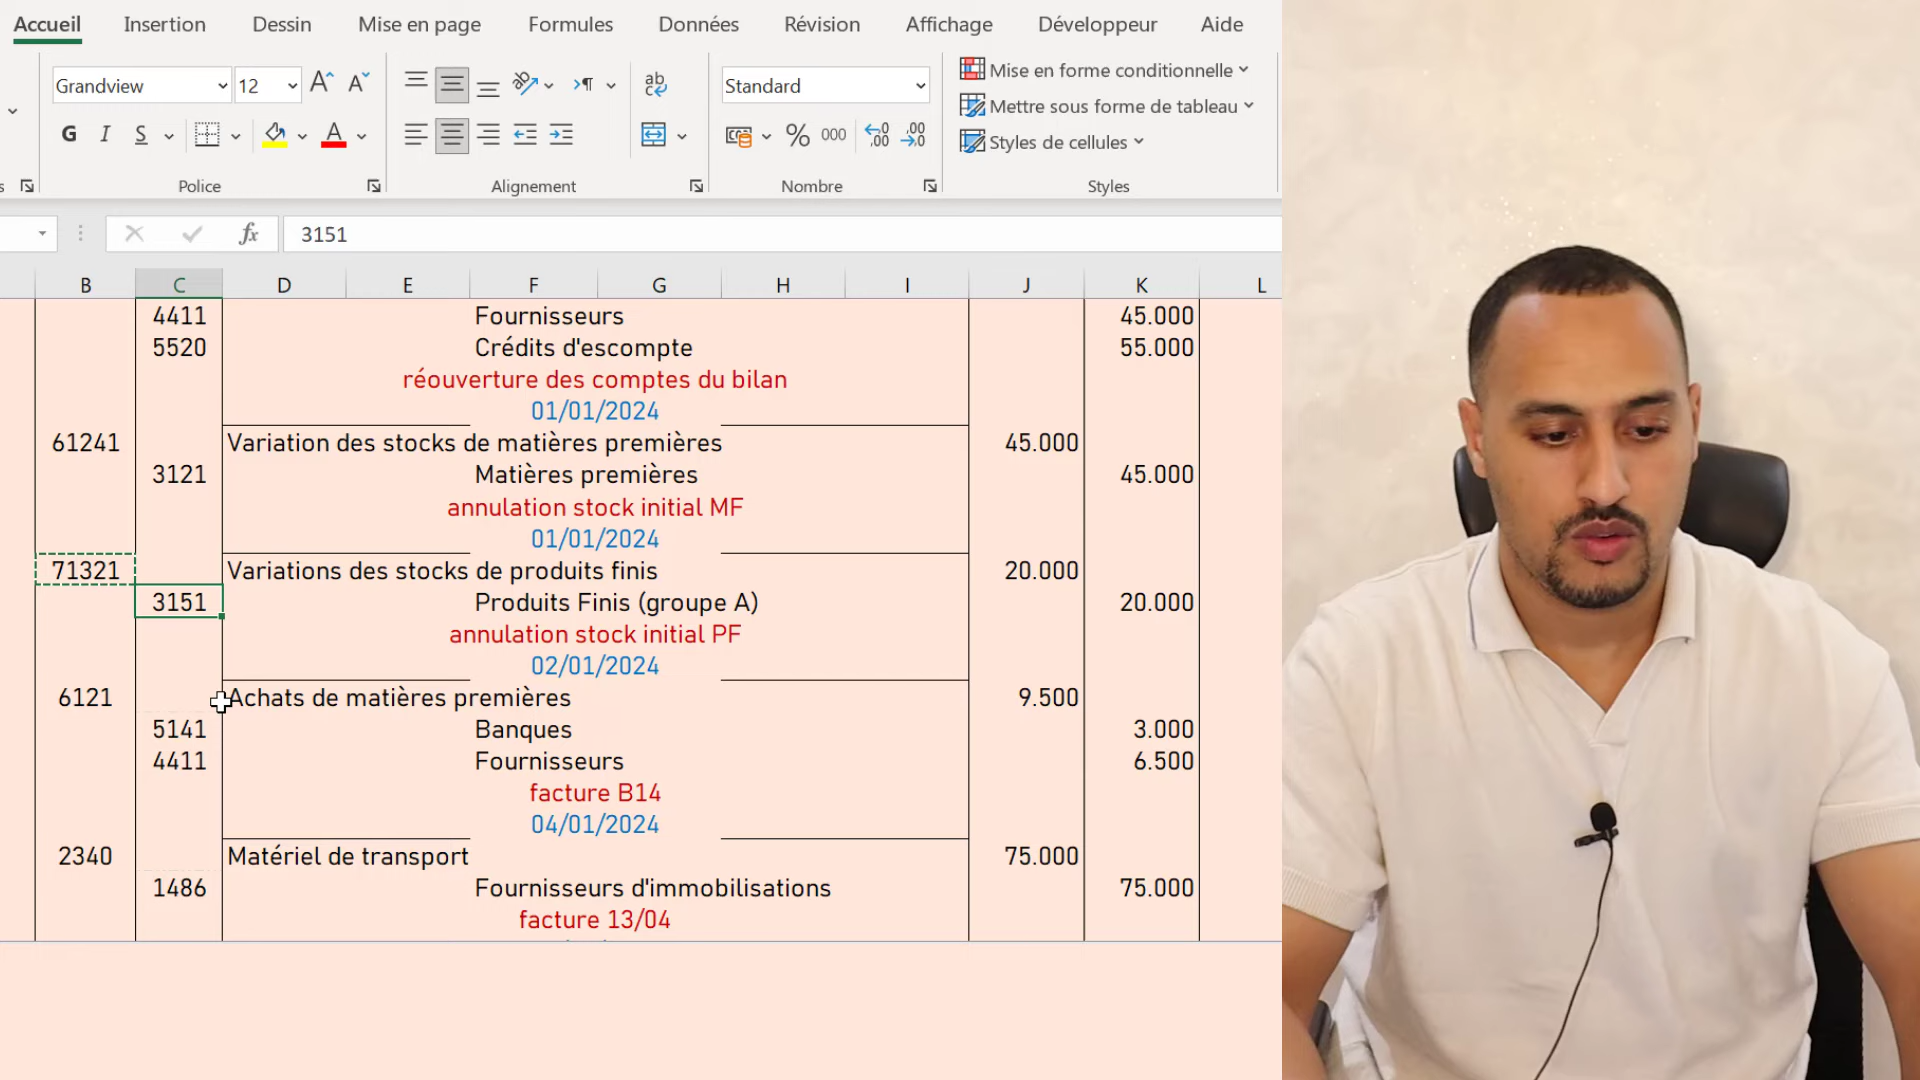 Accueil Insertion Dessin Mise en page Formules Données Révision Affichage Développeur Aide
Grandview 12 Standard Mise en forme conditionnelle
Mettre sous forme de tableau
G I S A % 000 Styles de cellules
Police Alignement Nombre Styles
fx 3151
B C D E F G H I J K L
4411 Fournisseurs 45.000
5520 Crédits d'escompte 55.000
réouverture des comptes du bilan
01/01/2024
61241 Variation des stocks de matières premières 45.000
3121 Matières premières 45.000
annulation stock initial MF
01/01/2024
71321 Variations des stocks de produits finis 20.000
3151 Produits Finis (groupe A) 20.000
annulation stock initial PF
02/01/2024
6121 Achats de matières premières 9.500
5141 Banques 3.000
4411 Fournisseurs 6.500
facture B14
04/01/2024
2340 Matériel de transport 75.000
1486 Fournisseurs d'immobilisations 75.000
facture 13/04